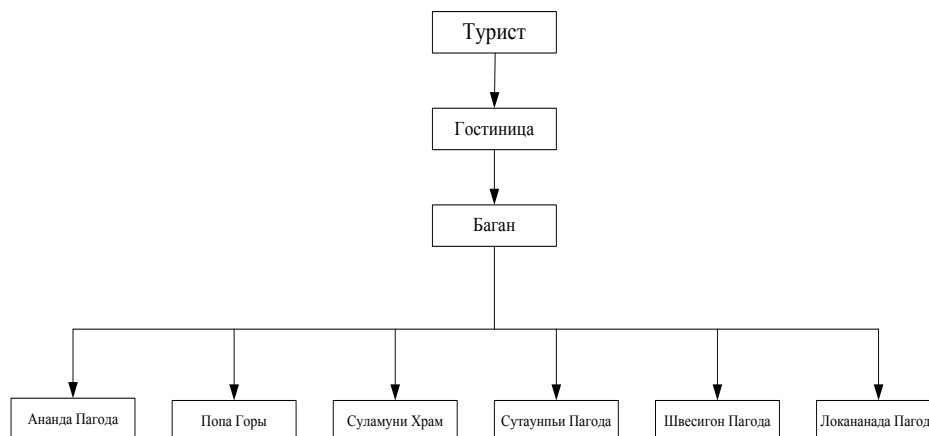 Турист
Гостиница
Баган
Ананда Пагода
Попа Горы
Суламуни Храм
Сутаунпьи Пагода
Швесигон Пагода
Локананада Пагод